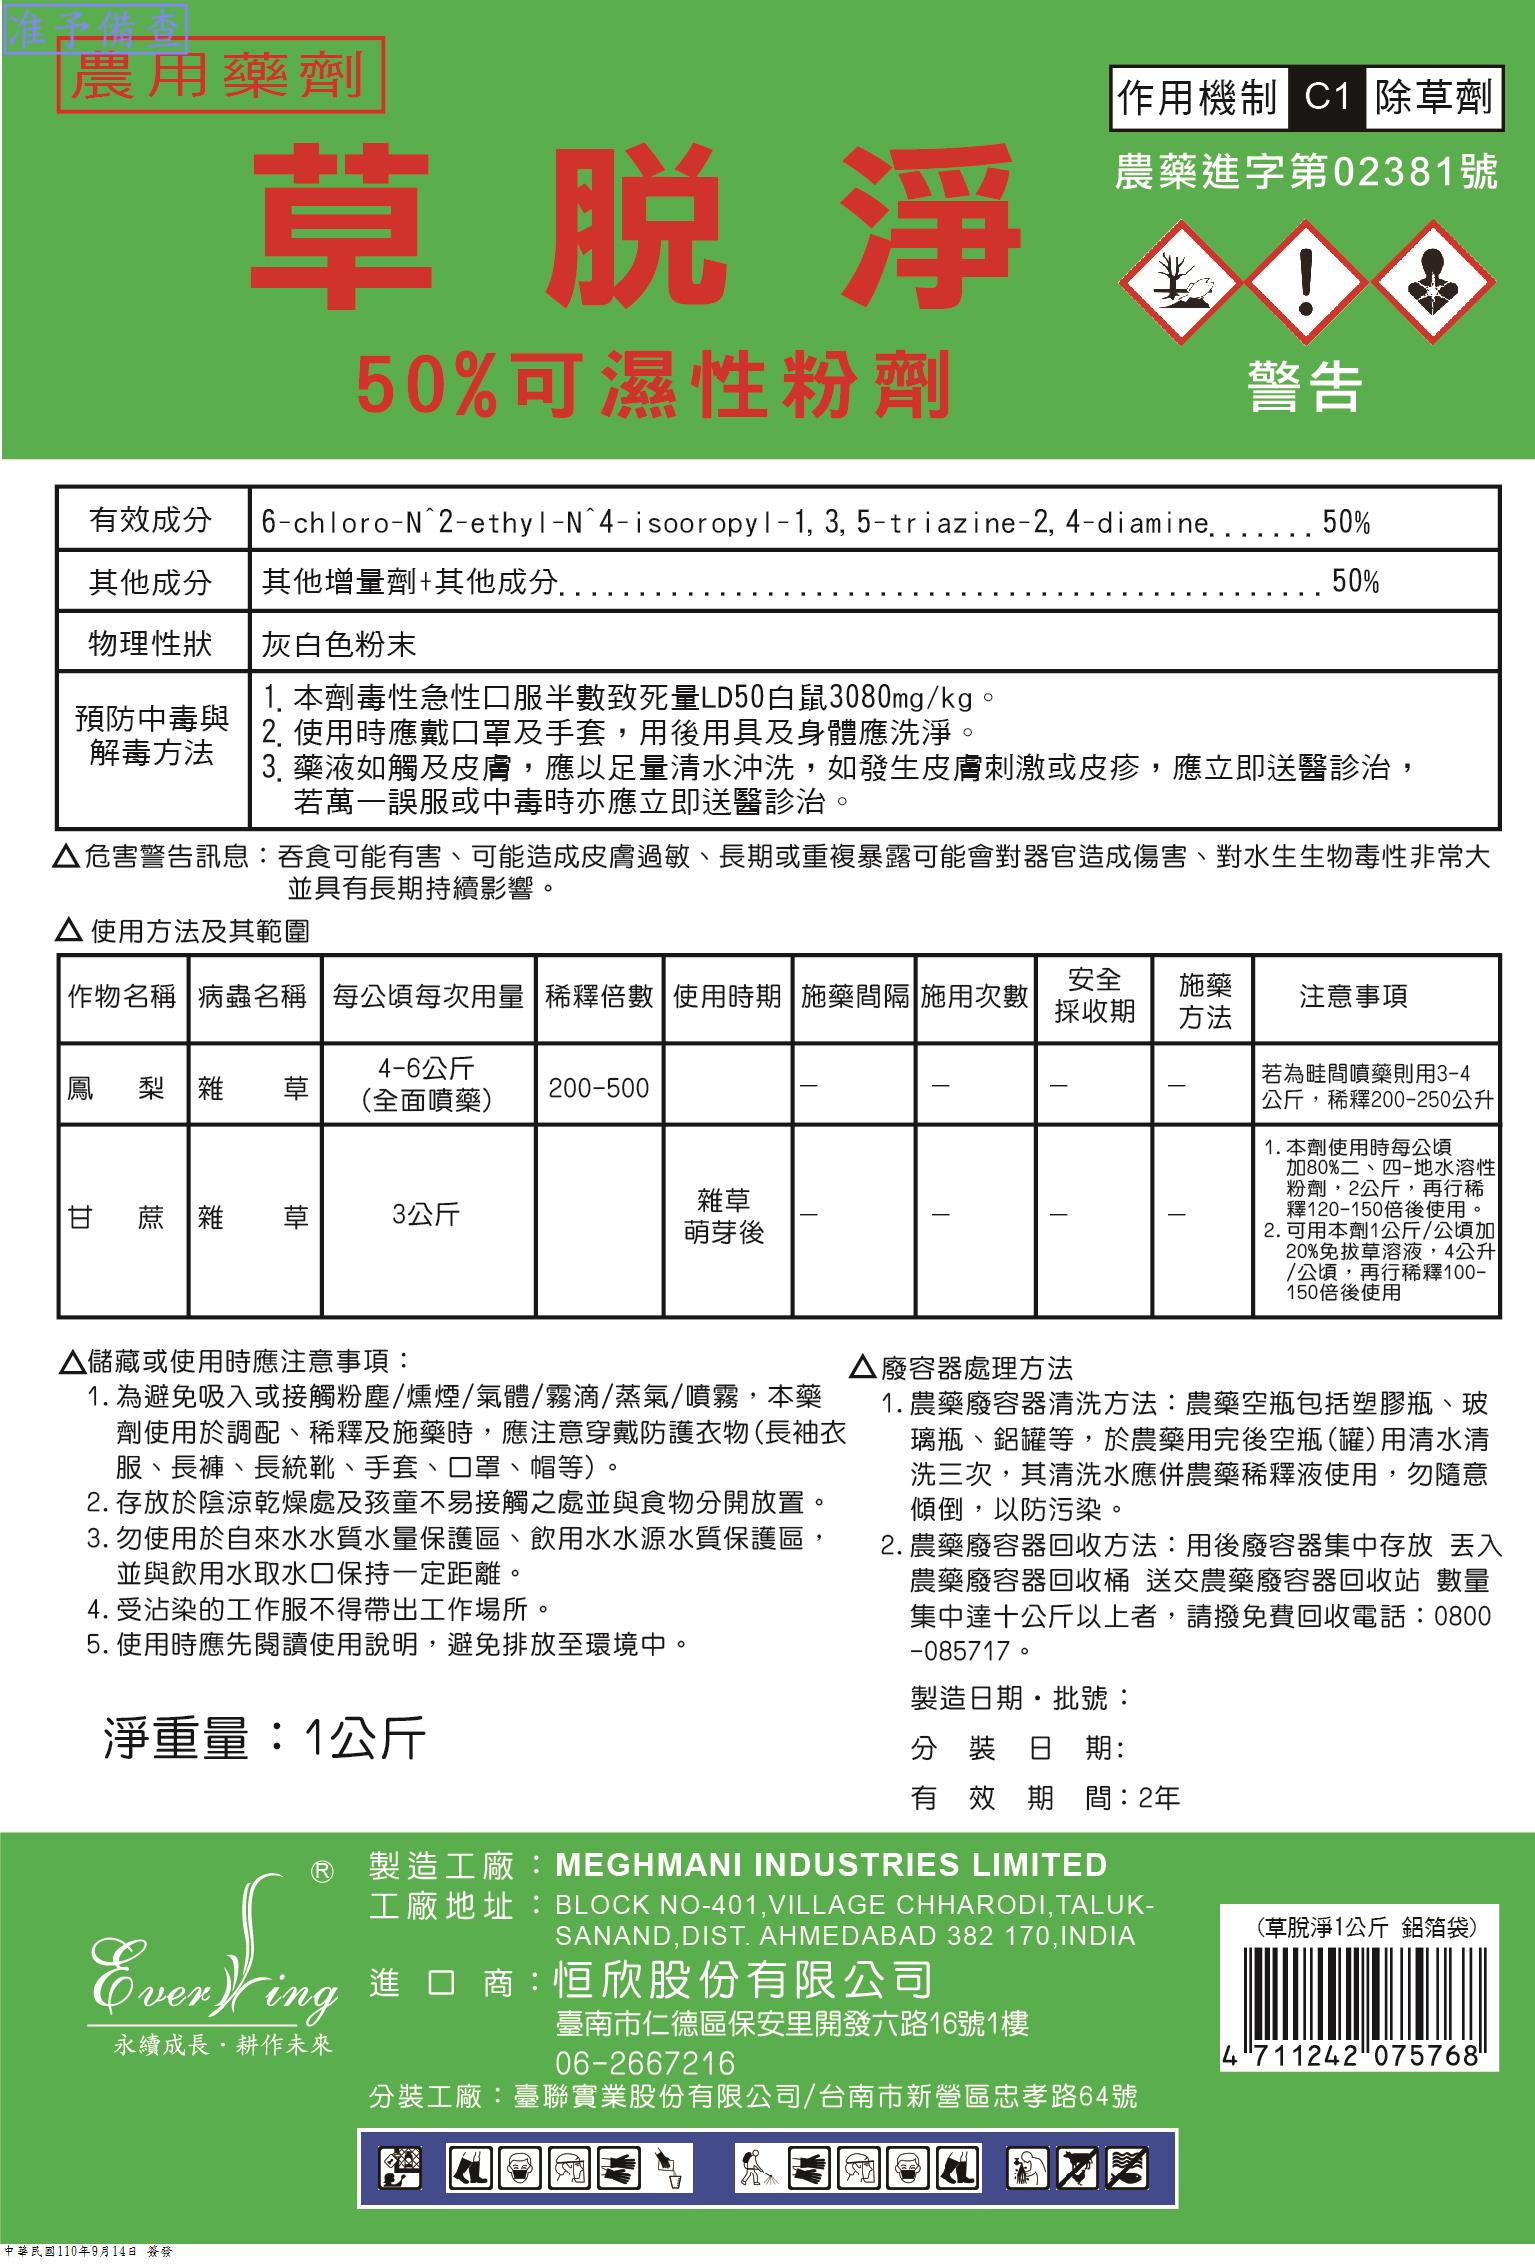 准予備查
農用藥劑
作用機制 C1 除草劑
農藥進字第02381號
草脫淨
50%可濕性粉劑
警告
有效成分 6-chloro-N^2-ethyl-N^4-isooropyl-1,3,5-triazine-2,4-diamine.......50%
其他成分 其他增量劑+其他成分................................................50%
物理性狀 灰白色粉末
預防中毒與
解毒方法
1. 本劑毒性急性口服半數致死量LD50白鼠3080mg/kg。
2. 使用時應戴口罩及手套，用後用具及身體應洗淨。
3. 藥液如觸及皮膚，應以足量清水沖洗，如發生皮膚刺激或皮疹，應立即送醫診治，
若萬一誤服或中毒時亦應立即送醫診治。
△危害警告訊息：吞食可能有害、可能造成皮膚過敏、長期或重複暴露可能會對器官造成傷害、對水生生物毒性非常大
並具有長期持續影響。
△ 使用方法及其範圍
作物名稱 病蟲名稱 每公頃每次用量 稀釋倍數 使用時期 施藥間隔 施用次數 安全採收期 施藥方法 注意事項
鳳梨 雜草 4-6公斤(全面噴藥) 200-500 — — — —
若為畦間噴藥則用3-4
公斤，稀釋200-250公升
甘蔗 雜草 3公斤 雜草萌芽後 — — — —
1. 本劑使用時每公頃
加80%二、四-地水溶性
粉劑，2公斤，再行稀
釋120-150倍後使用。
2. 可用本劑1公斤/公頃加
20%免拔草溶液，4公升
/公頃，再行稀釋100-
150倍後使用
△儲藏或使用時應注意事項：
1. 為避免吸入或接觸粉塵/燻煙/氣體/霧滴/蒸氣/噴霧，本藥
劑使用於調配、稀釋及施藥時，應注意穿戴防護衣物(長袖衣
服、長褲、長統靴、手套、口罩、帽等)。
2. 存放於陰涼乾燥處及孩童不易接觸之處並與食物分開放置。
3. 勿使用於自來水水質水量保護區、飲用水水源水質保護區，
並與飲用水取水口保持一定距離。
4. 受沾染的工作服不得帶出工作場所。
5. 使用時應先閱讀使用說明，避免排放至環境中。
淨重量：1公斤
△廢容器處理方法
1. 農藥廢容器清洗方法：農藥空瓶包括塑膠瓶、玻
璃瓶、鋁罐等，於農藥用完後空瓶(罐)用清水清
洗三次，其清洗水應併農藥稀釋液使用，勿隨意
傾倒，以防污染。
2. 農藥廢容器回收方法：用後廢容器集中存放 丟入
農藥廢容器回收桶 送交農藥廢容器回收站 數量
集中達十公斤以上者，請撥免費回收電話：0800
-085717。
製造日期・批號：
分裝日期:
有效期間：2年
®
EverWing
永續成長・耕作未來
製造工廠：MEGHMANI INDUSTRIES LIMITED
工廠地址：BLOCK NO-401,VILLAGE CHHARODI,TALUK-
SANAND,DIST. AHMEDABAD 382 170,INDIA
進口商：恒欣股份有限公司
臺南市仁德區保安里開發六路16號1樓
06-2667216
分裝工廠：臺聯實業股份有限公司/台南市新營區忠孝路64號
(草脫淨1公斤 鋁箔袋)
4 711242 075768
中華民國110年9月14日 簽發